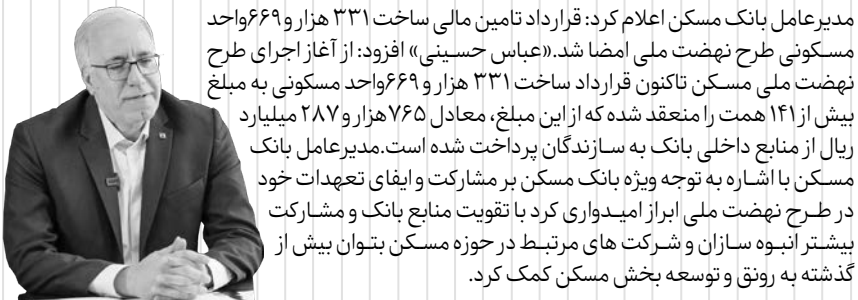 مدیرعامل بانک مسکن اعلام کرد: قرارداد تامین مالی ساخت ۳۳۱ هزار و ۶۶۹واحد
مسکونی طرح نهضت ملی امضا شد.«عباس حسینی» افزود: از آغاز اجرای طرح
نهضت ملی مسکن تاکنون قرارداد ساخت ۳۳۱ هزار و ۶۶۹واحد مسکونی به مبلغ
بیش از ۱۴۱ همت را منعقد شده که از این مبلغ، معادل ۷۶۵ هزار و ۲۸۷ میلیارد
ریال از منابع داخلی بانک به سازندگان پرداخت شده است.مدیرعامل بانک
مسکن با اشاره به توجه ویژه بانک مسکن بر مشارکت و ایفای تعهدات خود
در طرح نهضت ملی ابراز امیدواری کرد با تقویت منابع بانک و مشارکت
بیشتر انبوه سازان و شرکت های مرتبط در حوزه مسکن بتوان بیش از
گذشته به رونق و توسعه بخش مسکن کمک کرد.